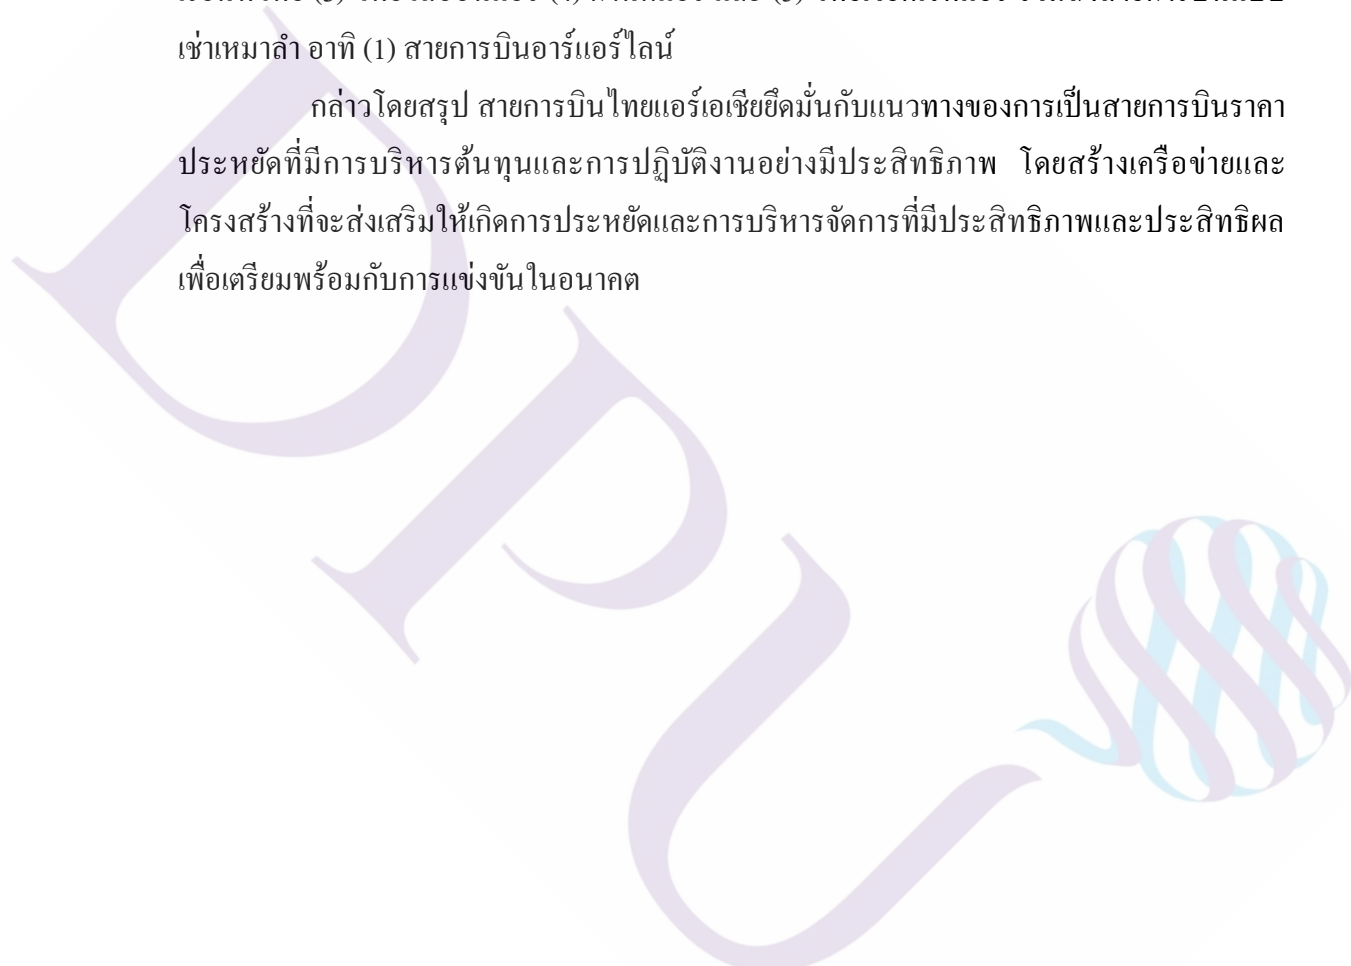 (3) (4) และ (5)
เช่าเหมาลำ อาทิ (1) สายการบินอาร์แอร์ไลน์
กล่าวโดยสรุป สายการบินไทยแอร์เอเชียยึดมั่นกับแนวทางของการเป็นสายการบินราคา
ประหยัดที่มีการบริหารต้นทุนและการปฏิบัติงานอย่างมีประสิทธิภาพ โดยสร้างเครือข่ายและ
โครงสร้างที่จะส่งเสริมให้เกิดการประหยัดและการบริหารจัดการที่มีประสิทธิภาพและประสิทธิผล
เพื่อเตรียมพร้อมกับการแข่งขันในอนาคต
DPU